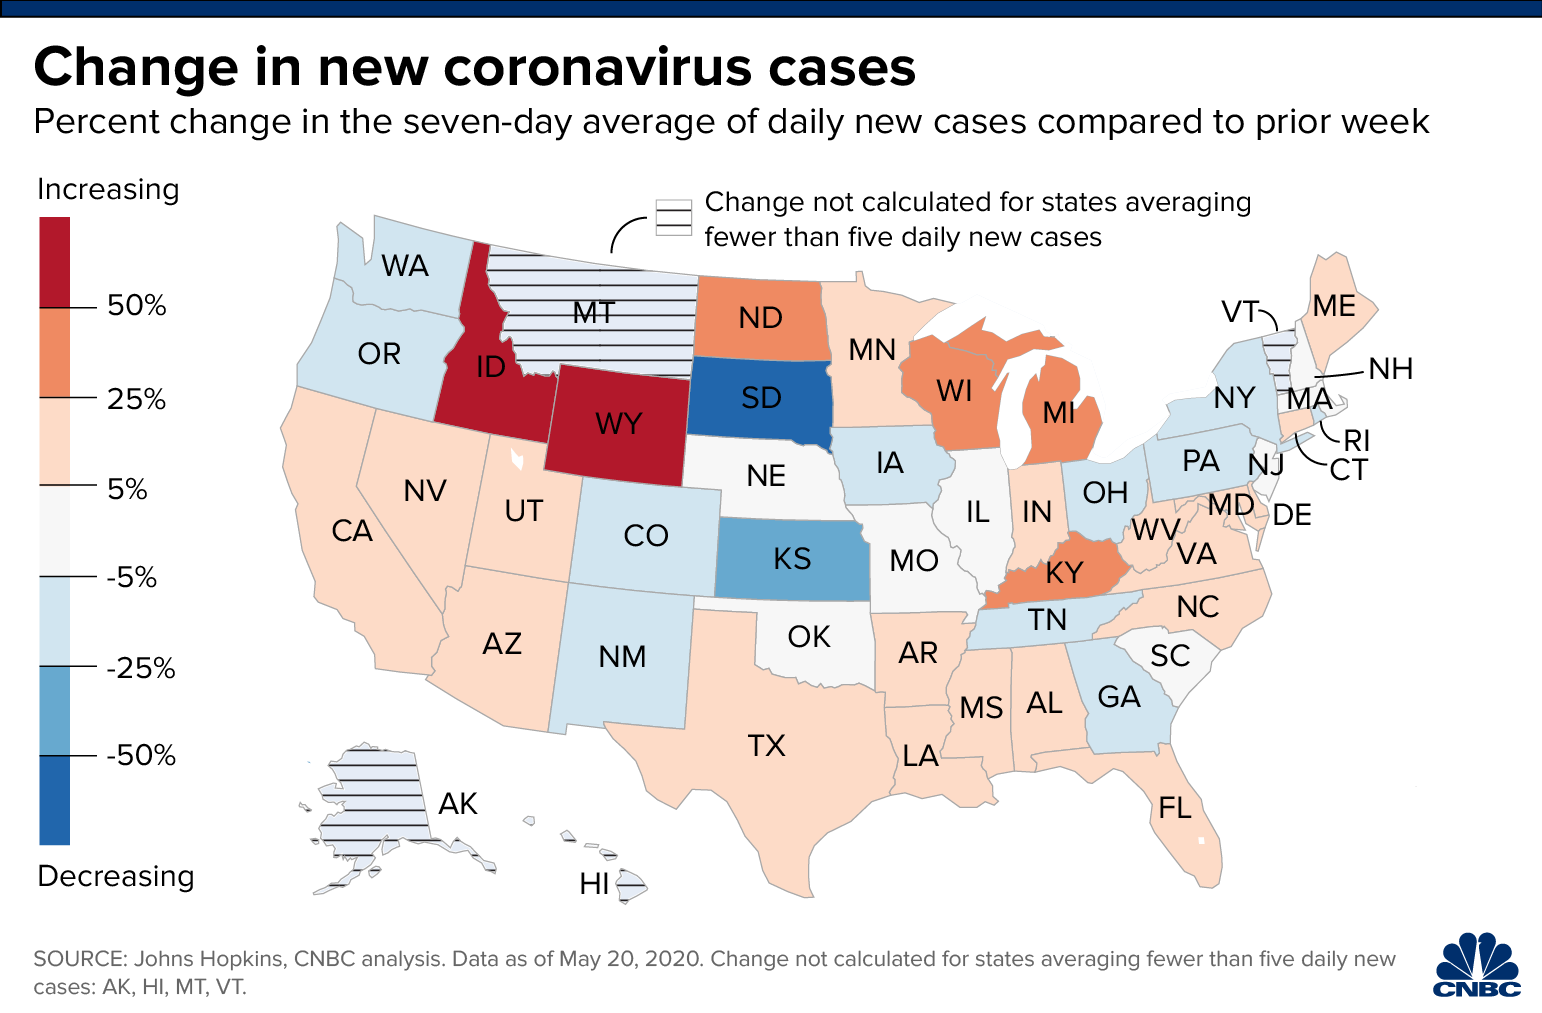 Change in new coronavirus cases
Percent change in the seven-day average of daily new cases compared to prior week
Increasing
50%
25%
5%
-5%
-25%
-50%
Decreasing
Change not calculated for states averaging
fewer than five daily new cases
WA
MT
ND
MN
VT
ME
OR
ID
SD
WI
MI
NY
NH
MA
WY
RI
CT
NE
IA
PA
NJ
NV
UT
CO
IL
IN
OH
MD
DE
CA
KS
MO
WV
VA
KY
NC
AZ
NM
OK
AR
TN
SC
TX
LA
MS
AL
GA
FL
AK
HI
SOURCE: Johns Hopkins, CNBC analysis. Data as of May 20, 2020. Change not calculated for states averaging fewer than five daily new
cases: AK, HI, MT, VT.
CNBC